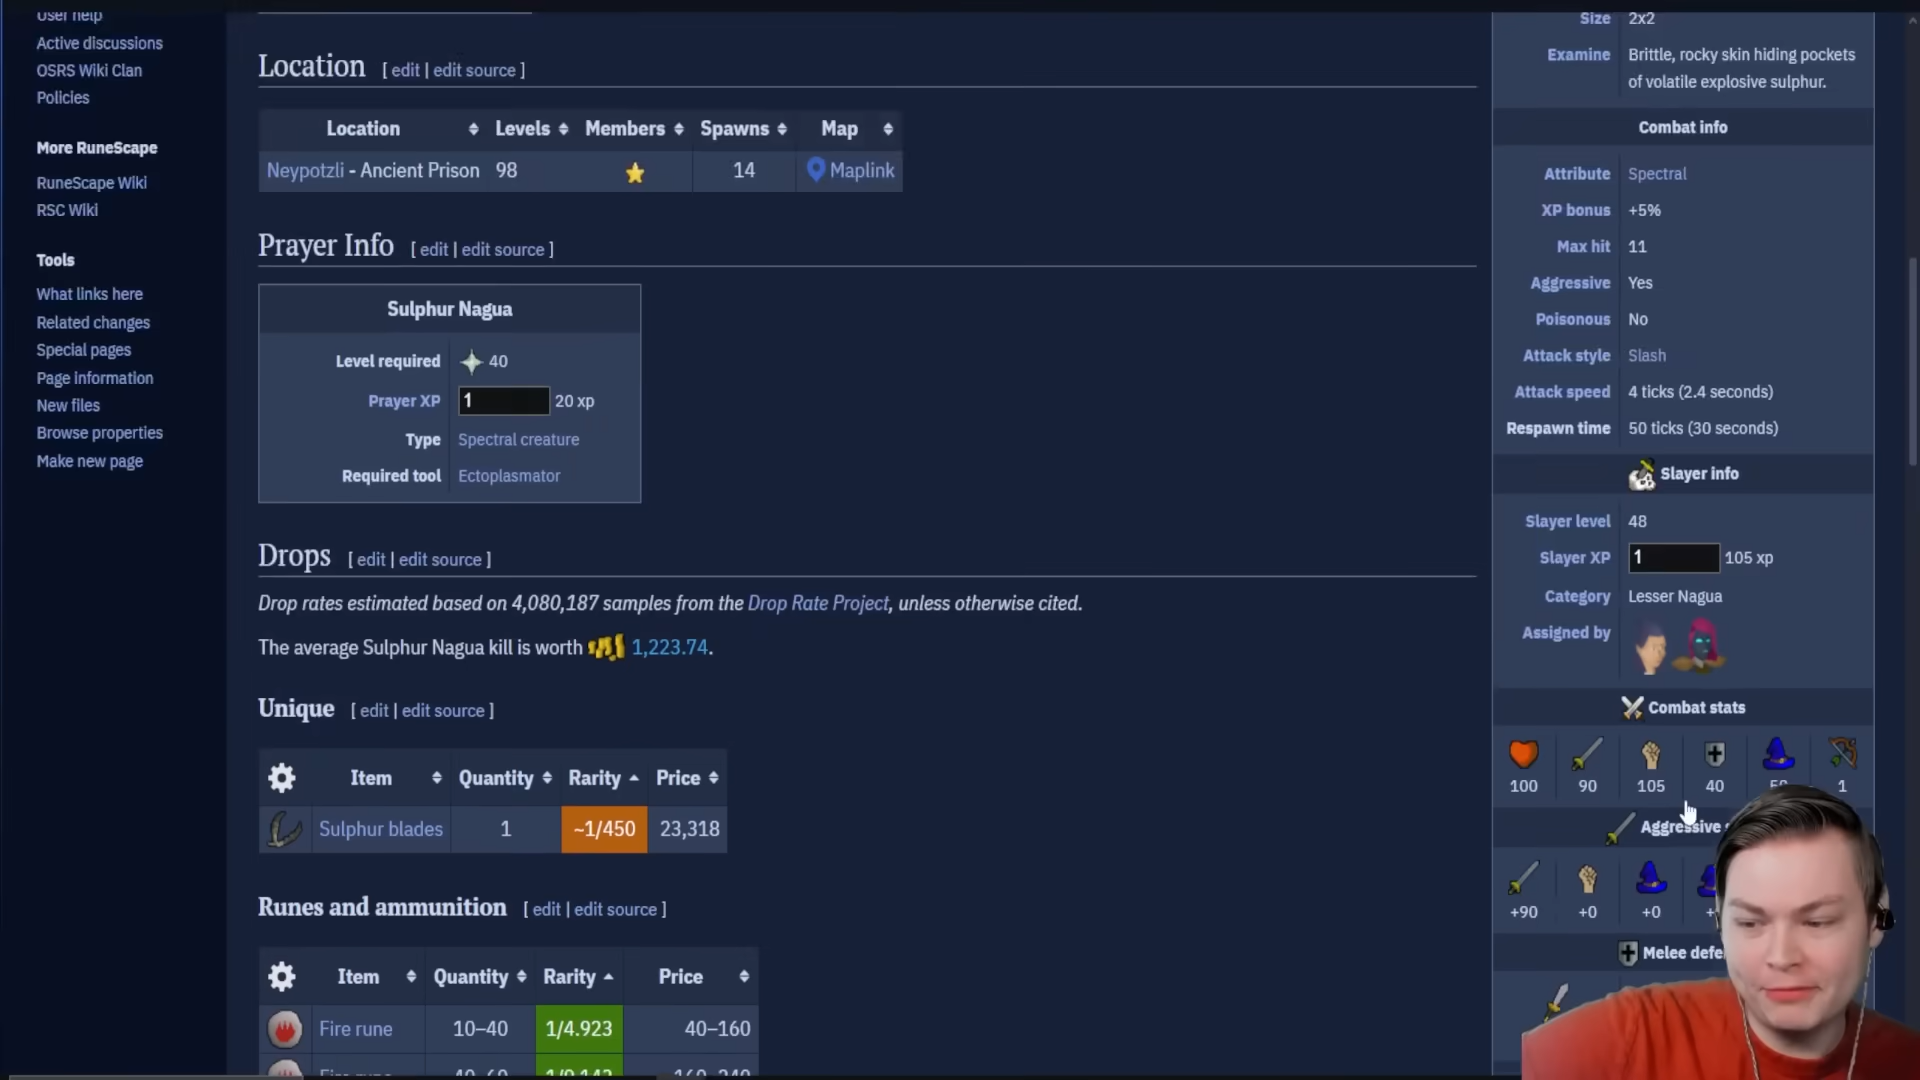 User help
Active discussions
OSRS Wiki Clan
Policies
More RuneScape
RuneScape Wiki
RSC Wiki
Tools
What links here
Related changes
Special pages
Page information
New files
Browse properties
Make new page
Location [ edit | edit source ]
Location Levels Members Spawns Map
Neypotzli - Ancient Prison 98 14 Maplink
Prayer Info [ edit | edit source ]
Sulphur Nagua
Level required 40
Prayer XP 1 20 xp
Type Spectral creature
Required tool Ectoplasmator
Drops [ edit | edit source ]
Drop rates estimated based on 4,080,187 samples from the Drop Rate Project, unless otherwise cited.
The average Sulphur Nagua kill is worth 1,223.74.
Unique [ edit | edit source ]
Item Quantity Rarity Price
Sulphur blades 1 ~1/450 23,318
Runes and ammunition [ edit | edit source ]
Item Quantity Rarity Price
Fire rune 10–40 1/4.923 40–160
Fire rune
Size 2x2
Examine Brittle, rocky skin hiding pockets
of volatile explosive sulphur.
Combat info
Attribute Spectral
XP bonus +5%
Max hit 11
Aggressive Yes
Poisonous No
Attack style Slash
Attack speed 4 ticks (2.4 seconds)
Respawn time 50 ticks (30 seconds)
Slayer info
Slayer level 48
Slayer XP 1 105 xp
Category Lesser Nagua
Assigned by
Combat stats
100 90 105 40 1
Aggressive
+90 +0 +0
Melee